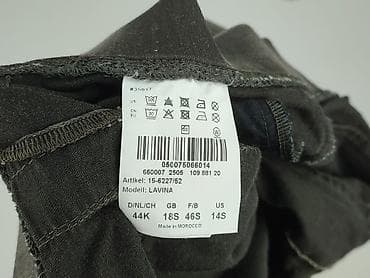 050075066014
660007 2505 109 881 20
Artikel: 15-6227/52
Modell: LAVINA
D/NL/CH GB F/B US
44K 18S 46S 14S
Made in MOROCCO